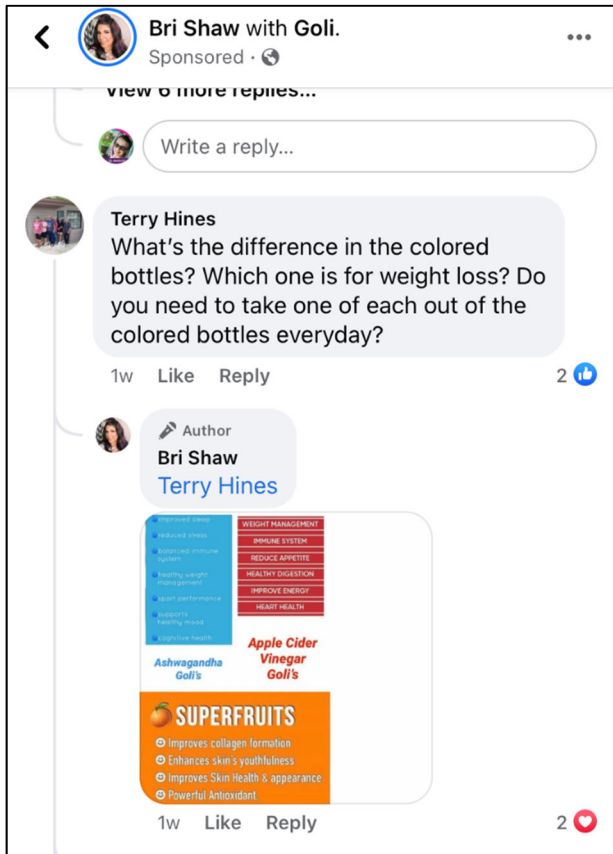 Bri Shaw with Goli.
Sponsored ·
View 6 more replies...
Write a reply...
Terry Hines
What's the difference in the colored
bottles? Which one is for weight loss? Do
you need to take one of each out of the
colored bottles everyday?
1w Like Reply 2
Author
Bri Shaw
Terry Hines
improved sleep
reduced stress
balanced immune
system
healthy weight
management
sport performance
supports
healthy mood
cognitive health
Ashwagandha
Goli's
WEIGHT MANAGEMENT
IMMUNE SYSTEM
REDUCE APPETITE
HEALTHY DIGESTION
IMPROVE ENERGY
HEART HEALTH
Apple Cider
Vinegar
Goli's
SUPERFRUITS
Improves collagen formation
Enhances skin's youthfulness
Improves Skin Health & appearance
Powerful Antioxidant
1w Like Reply 2